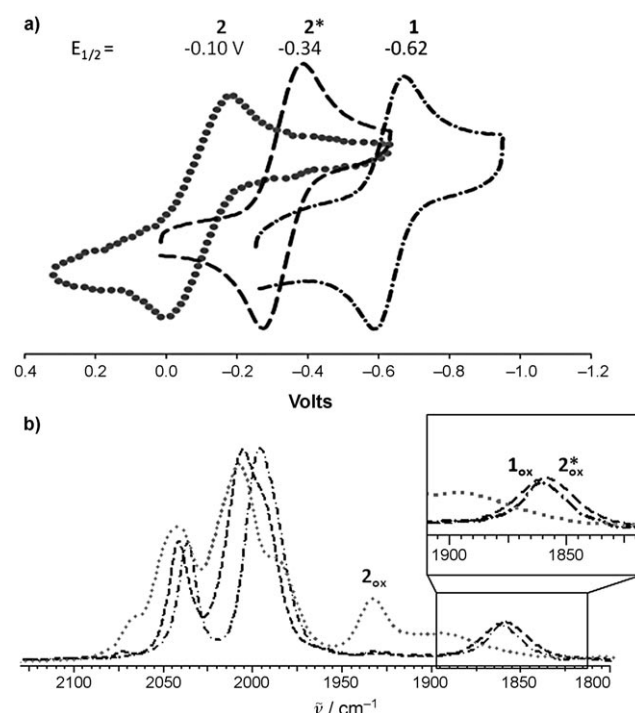 a)
2 2* 1
E1/2 = -0.10 V -0.34 -0.62
0.4 0.2 0.0 −0.2 −0.4 −0.6 −0.8 −1.0 −1.2
Volts
b)
1ox 2*ox
1900 1850
2ox
2100 2050 2000 1950 1900 1850 1800
ν̃ / cm⁻¹